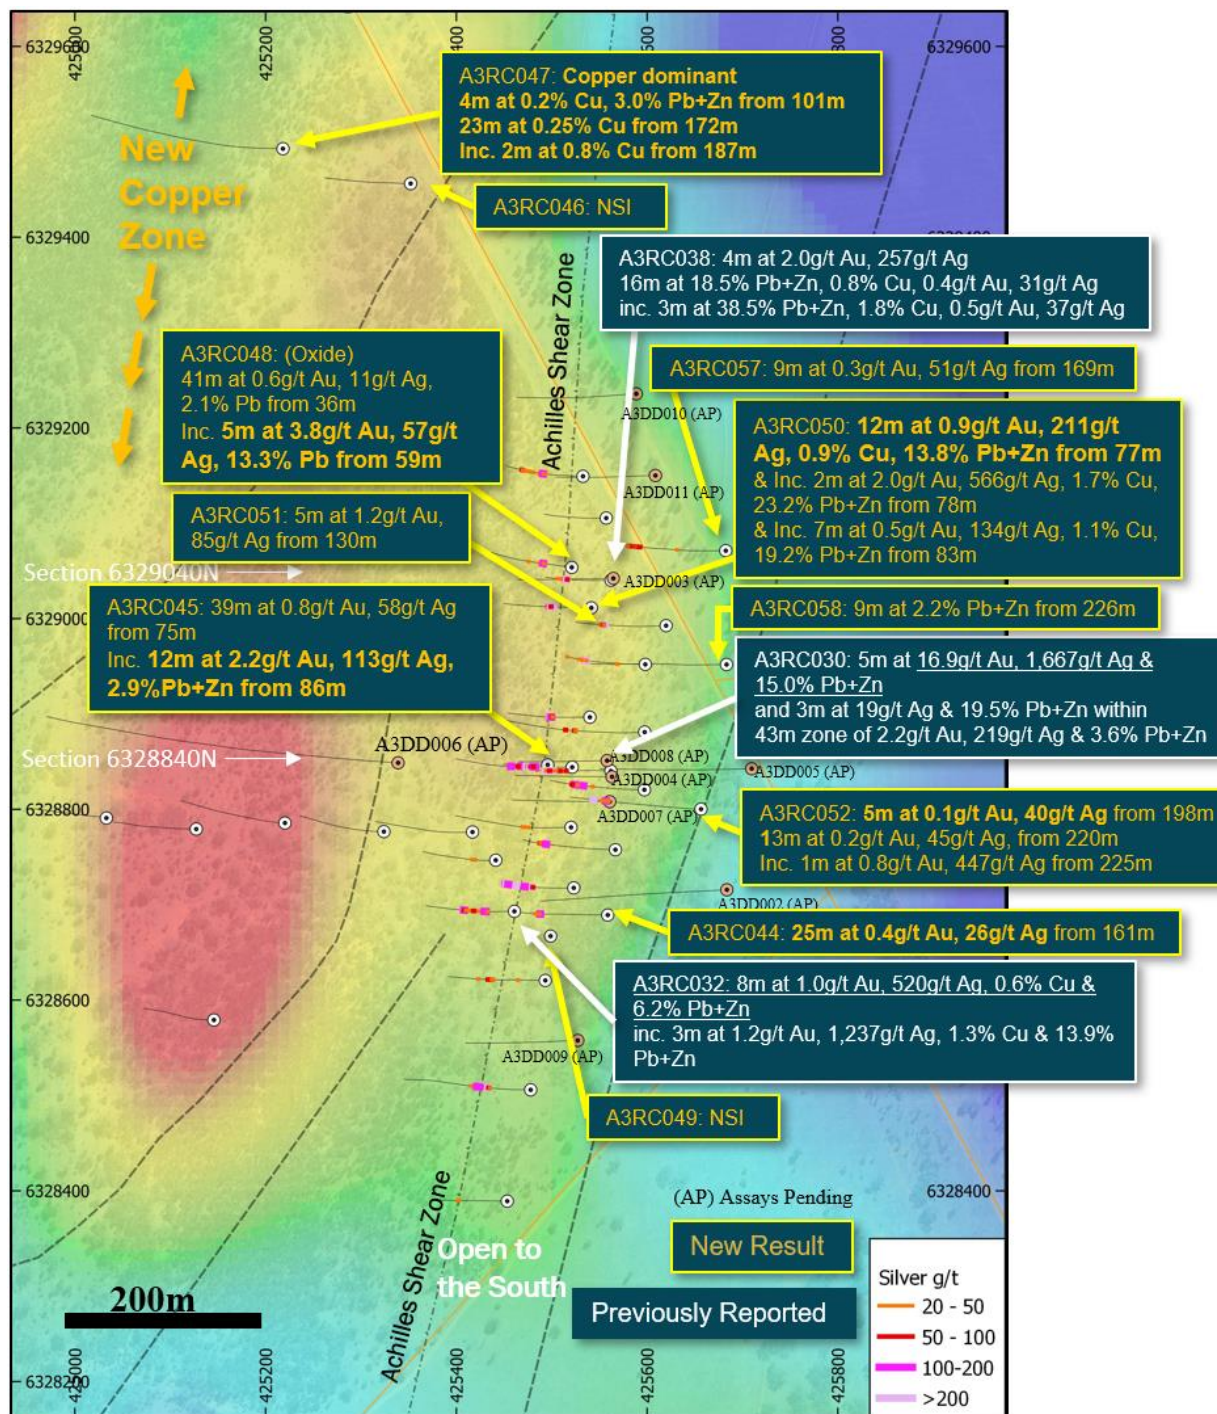 425000
425200
400
600
800
6329600
6329600
A3RC047: Copper dominant
4m at 0.2% Cu, 3.0% Pb+Zn from 101m
23m at 0.25% Cu from 172m
Inc. 2m at 0.8% Cu from 187m
New
Copper
Zone
A3RC046: NSI
6329400
6329400
A3RC038: 4m at 2.0g/t Au, 257g/t Ag
16m at 18.5% Pb+Zn, 0.8% Cu, 0.4g/t Au, 31g/t Ag
inc. 3m at 38.5% Pb+Zn, 1.8% Cu, 0.5g/t Au, 37g/t Ag
Achilles Shear Zone
A3RC048: (Oxide)
41m at 0.6g/t Au, 11g/t Ag,
2.1% Pb from 36m
Inc. 5m at 3.8g/t Au, 57g/t
Ag, 13.3% Pb from 59m
A3RC057: 9m at 0.3g/t Au, 51g/t Ag from 169m
A3DD010 (AP)
6329200
A3RC050: 12m at 0.9g/t Au, 211g/t
Ag, 0.9% Cu, 13.8% Pb+Zn from 77m
& Inc. 2m at 2.0g/t Au, 566g/t Ag, 1.7% Cu,
23.2% Pb+Zn from 78m
& Inc. 7m at 0.5g/t Au, 134g/t Ag, 1.1% Cu,
19.2% Pb+Zn from 83m
A3DD011 (AP)
A3RC051: 5m at 1.2g/t Au,
85g/t Ag from 130m
Section 6329040N
A3DD003 (AP)
A3RC058: 9m at 2.2% Pb+Zn from 226m
6329000
A3RC045: 39m at 0.8g/t Au, 58g/t Ag
from 75m
Inc. 12m at 2.2g/t Au, 113g/t Ag,
2.9%Pb+Zn from 86m
A3RC030: 5m at 16.9g/t Au, 1,667g/t Ag &
15.0% Pb+Zn
and 3m at 19g/t Ag & 19.5% Pb+Zn within
43m zone of 2.2g/t Au, 219g/t Ag & 3.6% Pb+Zn
Section 6328840N
A3DD006 (AP)
A3DD008 (AP)
A3DD005 (AP)
A3DD004 (AP)
A3DD007 (AP)
6328800
A3RC052: 5m at 0.1g/t Au, 40g/t Ag from 198m
13m at 0.2g/t Au, 45g/t Ag, from 220m
Inc. 1m at 0.8g/t Au, 447g/t Ag from 225m
A3DD002 (AP)
A3RC044: 25m at 0.4g/t Au, 26g/t Ag from 161m
A3RC032: 8m at 1.0g/t Au, 520g/t Ag, 0.6% Cu &
6.2% Pb+Zn
inc. 3m at 1.2g/t Au, 1,237g/t Ag, 1.3% Cu & 13.9%
Pb+Zn
6328600
A3DD009 (AP)
A3RC049: NSI
6328400
6328400
(AP) Assays Pending
Achilles Shear Zone
Open to
the South
New Result
Previously Reported
200m
Silver g/t
20 - 50
50 - 100
100-200
>200
6328200
425000
425200
425400
425600
425800